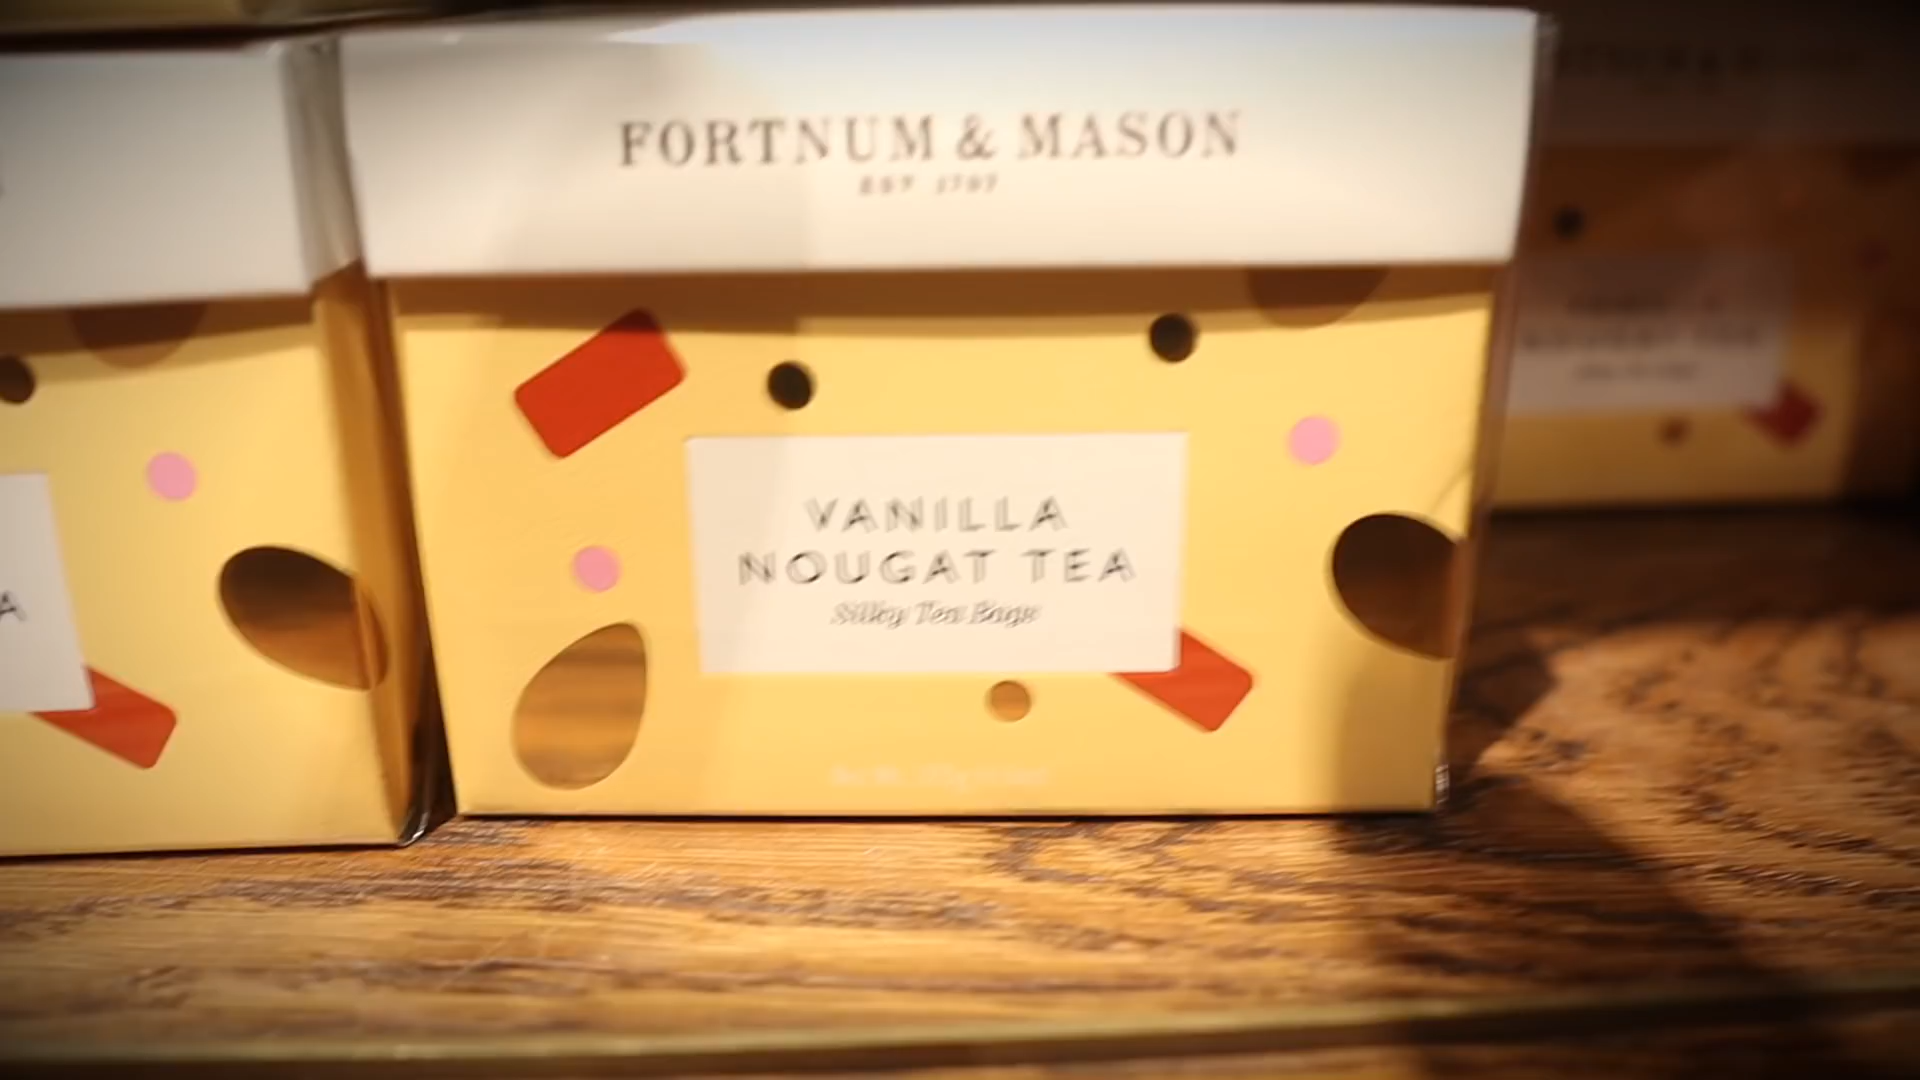 FORTNUM & MASON
EST 1707
VANILLA
NOUGAT TEA
Silky Tea Bags
A